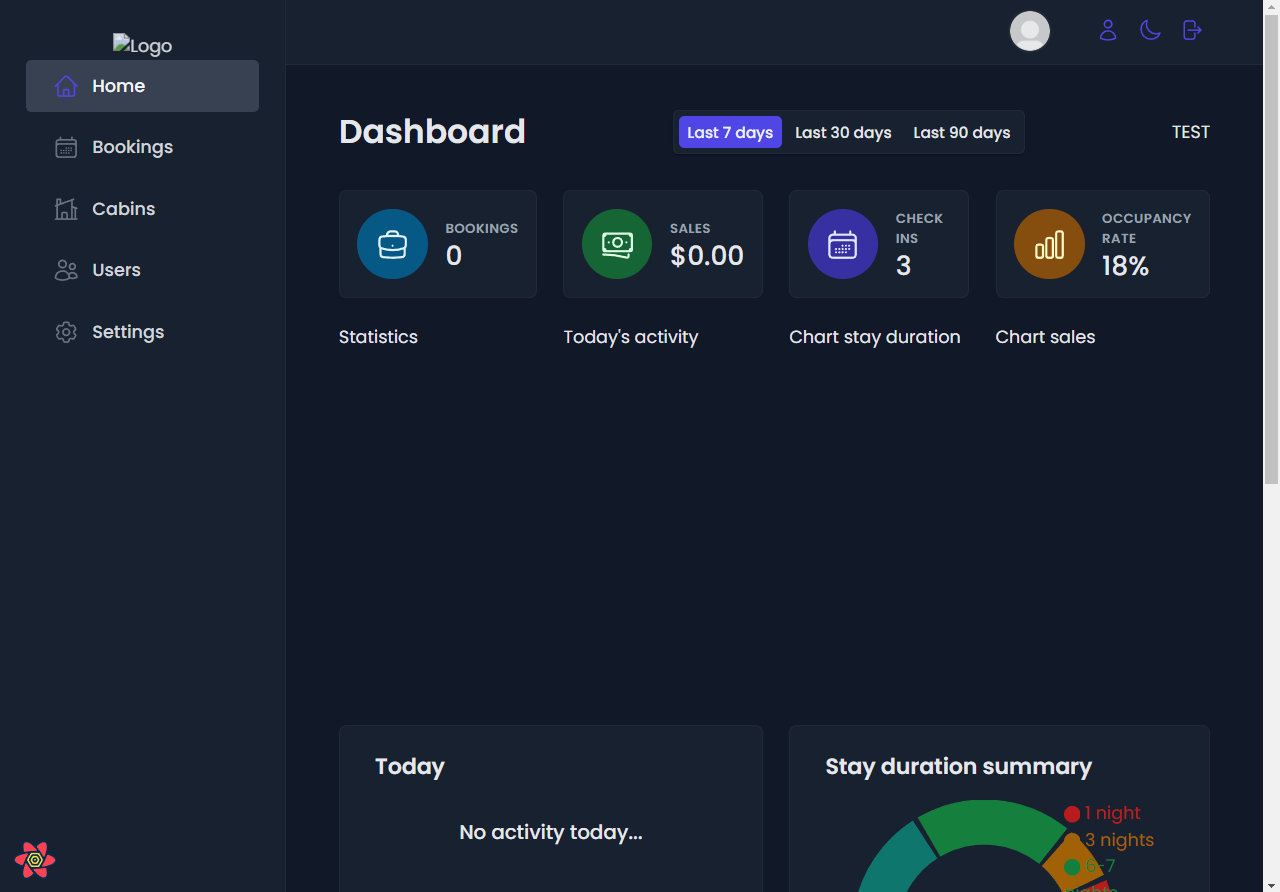 Logo
Home
Bookings
Cabins
Users
Settings
Dashboard
Last 7 days Last 30 days Last 90 days
TEST
BOOKINGS
0
SALES
$0.00
CHECK
INS
3
OCCUPANCY
RATE
18%
Statistics
Today's activity
Chart stay duration
Chart sales
Today
No activity today...
Stay duration summary
1 night
3 nights
6-7
nights